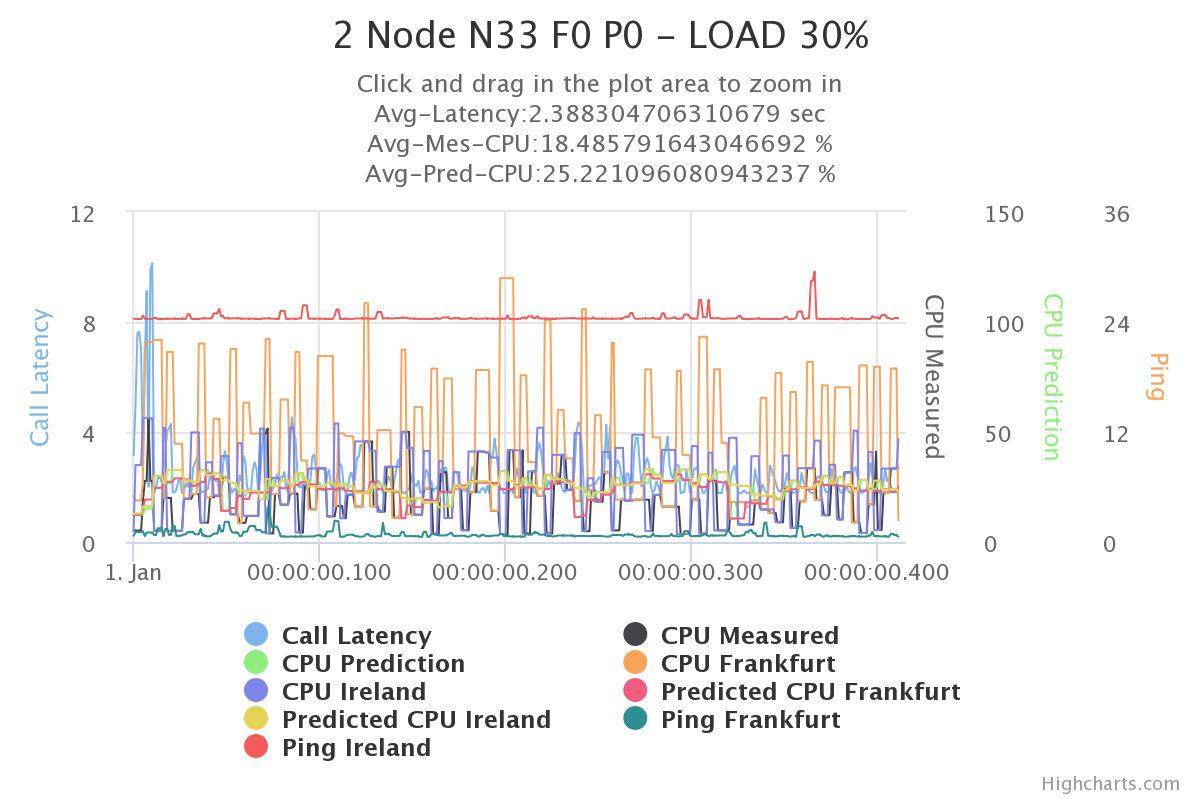 2 Node N33 F0 P0 - LOAD 30%
Click and drag in the plot area to zoom in
Avg-Latency:2.388304706310679 sec
Avg-Mes-CPU:18.485791643046692 %
Avg-Pred-CPU:25.221096080943237 %
12 150 36
8 100 24
4 50 12
0 0 0
Call Latency
CPU Measured
CPU Prediction
Ping
1. Jan 00:00:00.100 00:00:00.200 00:00:00.300 00:00:00.400
Call Latency CPU Measured
CPU Prediction CPU Frankfurt
CPU Ireland Predicted CPU Frankfurt
Predicted CPU Ireland Ping Frankfurt
Ping Ireland
Highcharts.com